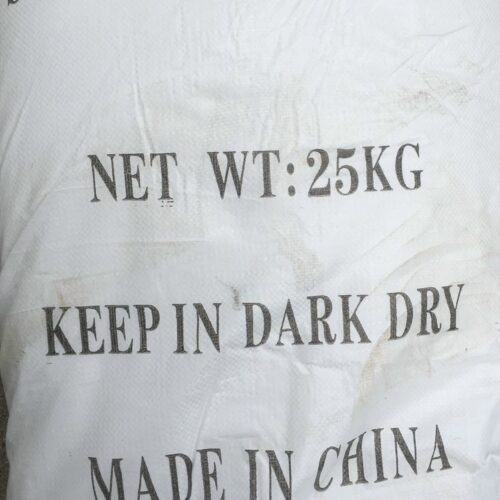 NET WT:25KG
KEEP IN DARK DRY
MADE IN CHINA